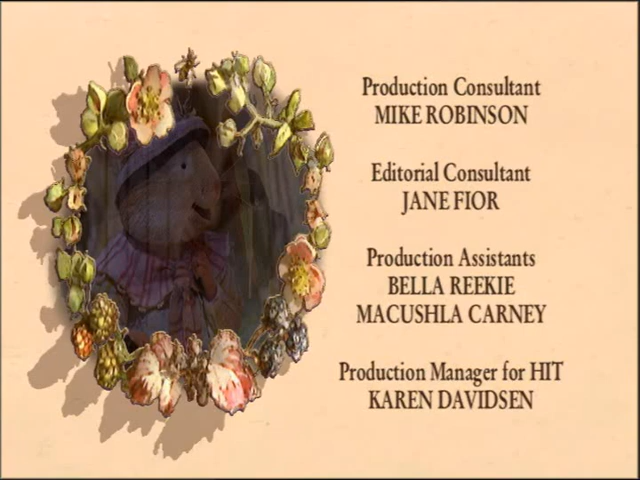 Production Consultant
MIKE ROBINSON
Editorial Consultant
JANE FIOR
Production Assistants
BELLA REEKIE
MACUSHLA CARNEY
Production Manager for HIT
KAREN DAVIDSEN